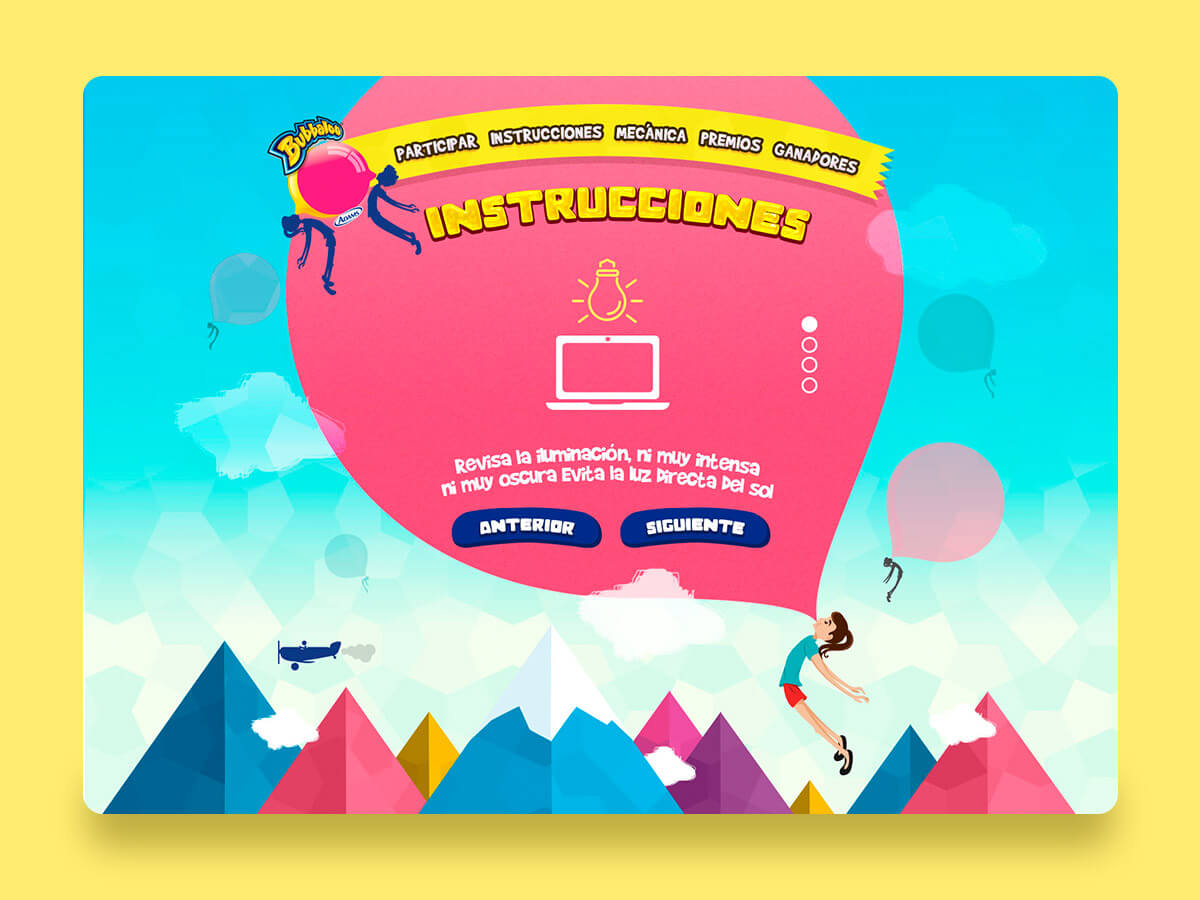 Bubbaloo
ADAMS
PARTICIPAR INSTRUCCIONES MECÁNICA PREMIOS GANADORES
INSTRUCCIONES
Revisa la iluminación, ni muy intensa
ni muy oscura Evita la luz Directa Del sol
ANTERIOR SIGUIENTE